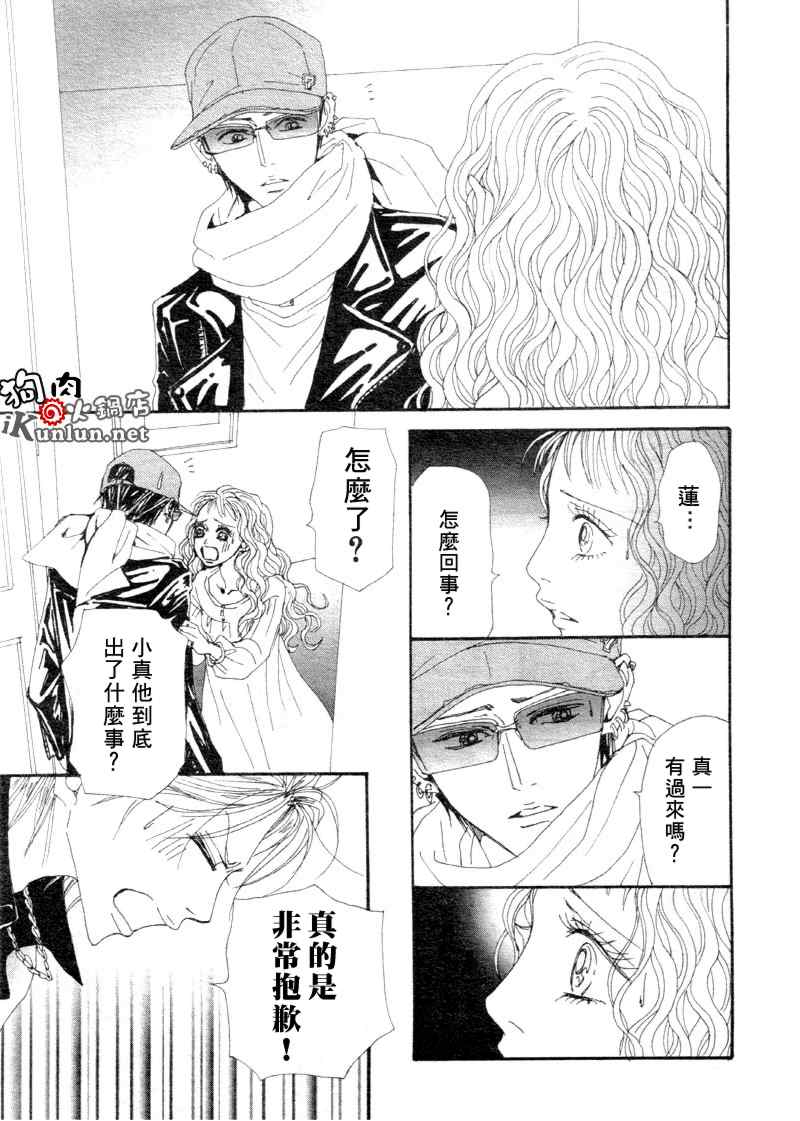 狗肉
火鍋店
iKunlun.net
蓮…
怎麼回事？
真一
有過來嗎？
怎麼了？
小真他到底
出了什麼事？
真的是
非常抱歉！